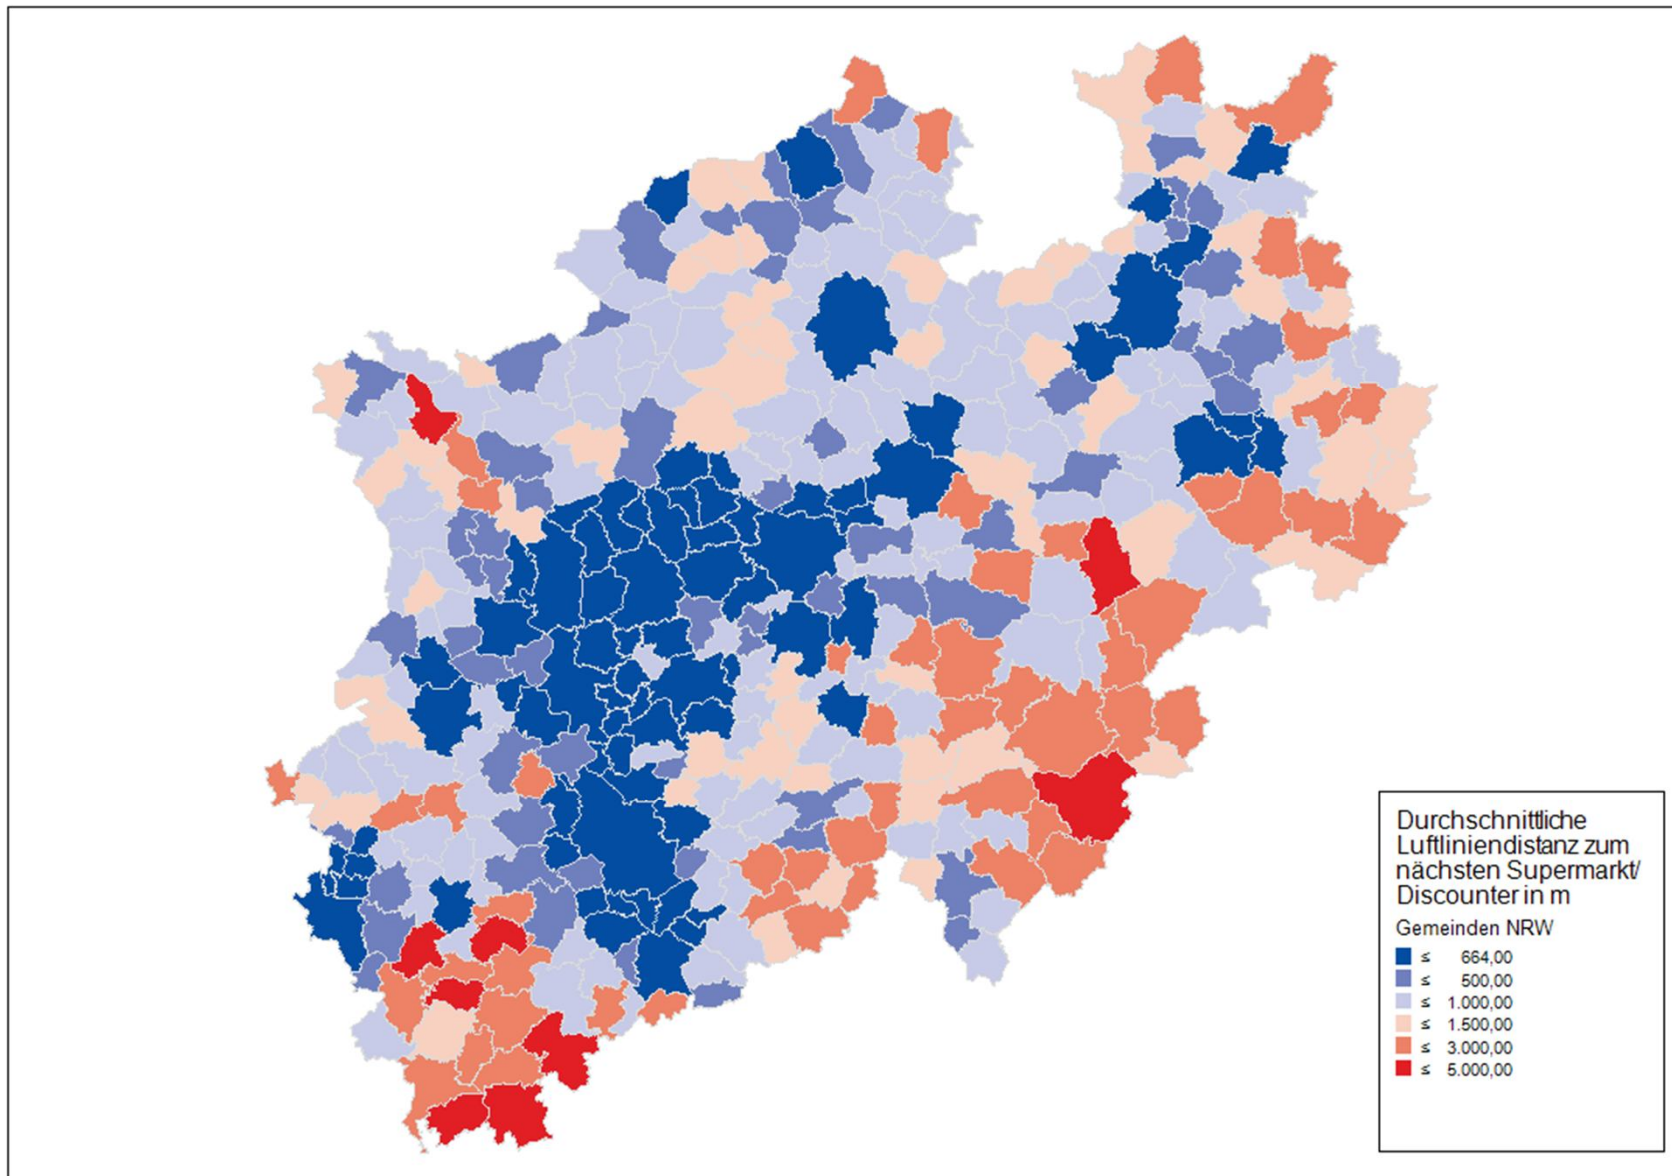 Durchschnittliche
Luftliniendistanz zum
nächsten Supermarkt/
Discounter in m
Gemeinden NRW
≤ 664,00
≤ 500,00
≤ 1.000,00
≤ 1.500,00
≤ 3.000,00
≤ 5.000,00